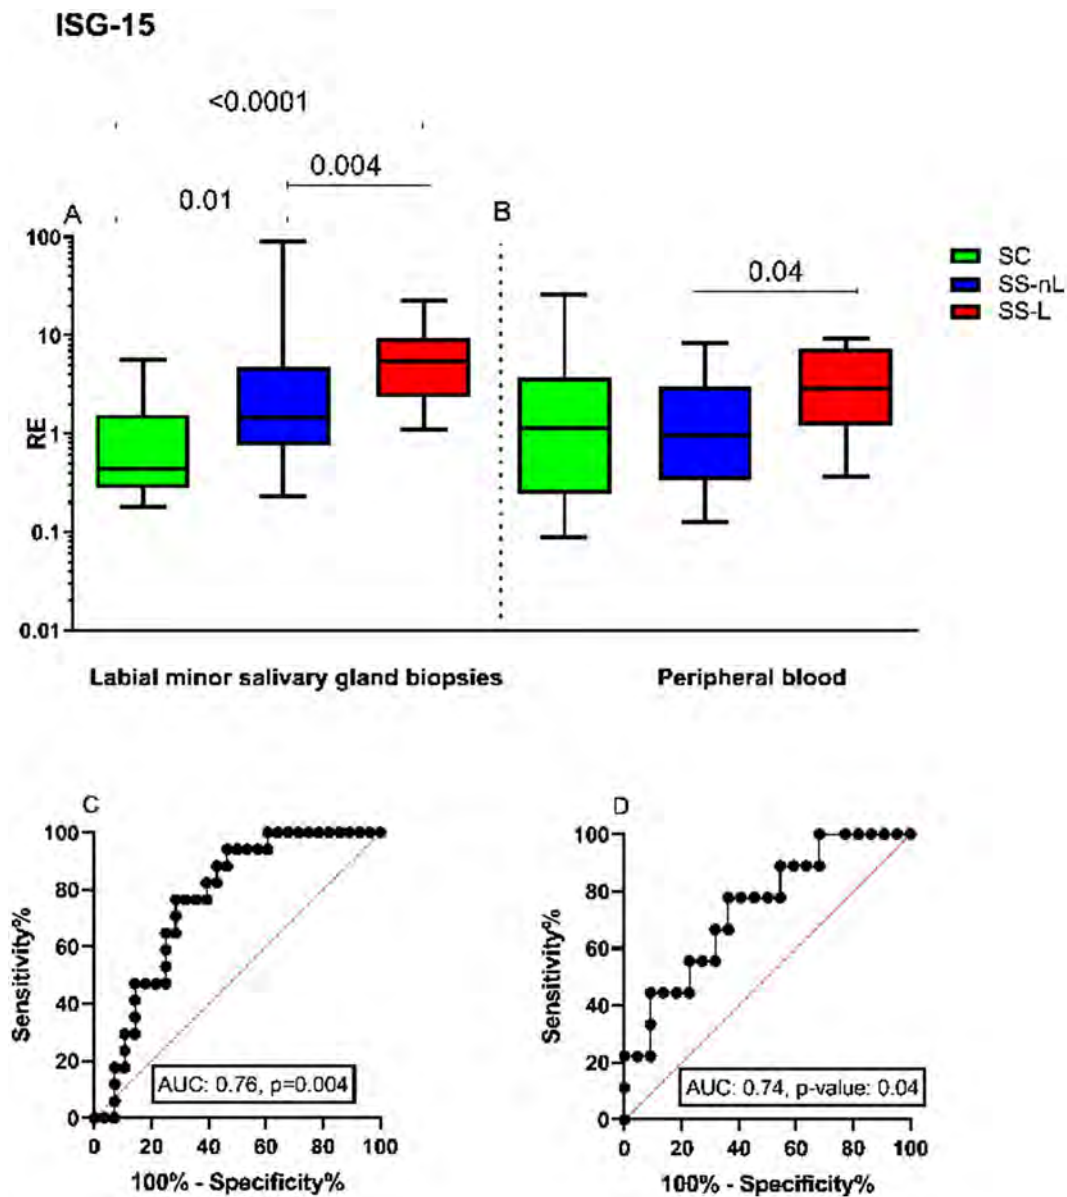 ISG-15
<0.0001
0.004
0.01
A
B
100
10
1
0.1
0.01
RE
0.04
SC
SS-nL
SS-L
Labial minor salivary gland biopsies
Peripheral blood
C
100
80
60
40
20
0
Sensitivity%
AUC: 0.76, p=0.004
0 20 40 60 80 100
100% - Specificity%
D
100
80
60
40
20
0
Sensitivity%
AUC: 0.74, p-value: 0.04
0 20 40 60 80 100
100% - Specificity%